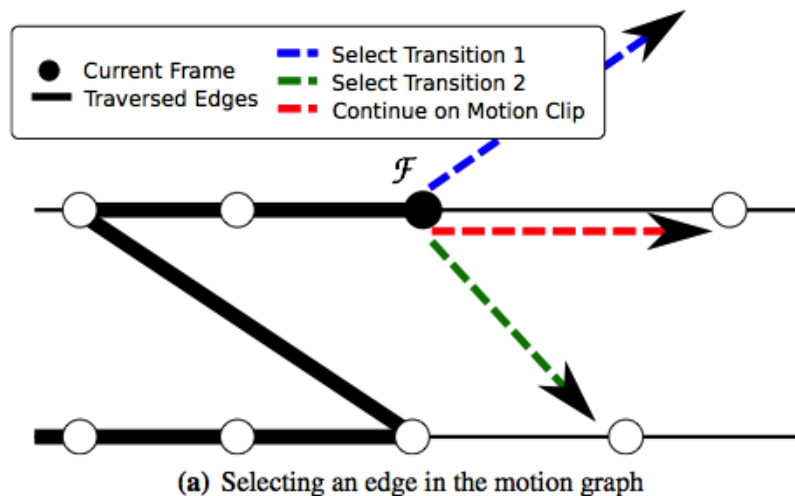 Current Frame
Traversed Edges
Select Transition 1
Select Transition 2
Continue on Motion Clip
ℱ
(a) Selecting an edge in the motion graph